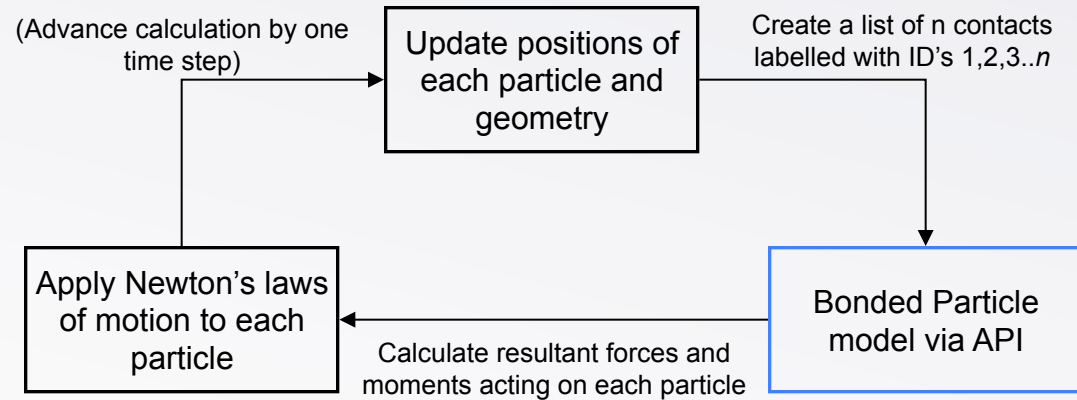 (Advance calculation by one
time step)
Update positions of
each particle and
geometry
Create a list of n contacts
labelled with ID’s 1,2,3..n
Apply Newton’s laws
of motion to each
particle
Calculate resultant forces and
moments acting on each particle
Bonded Particle
model via API